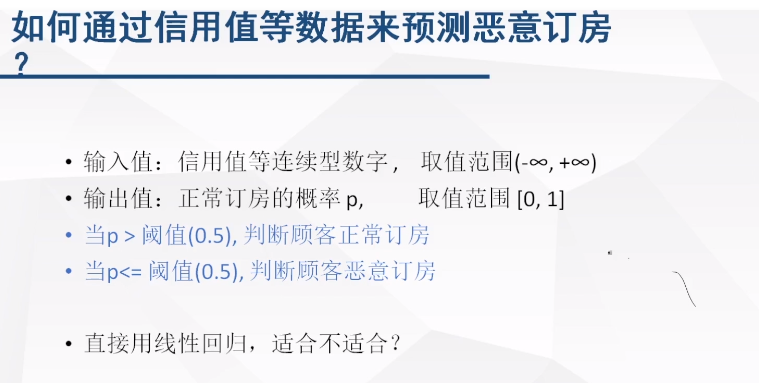 如何通过信用值等数据来预测恶意订房
？
• 输入值：信用值等连续型数字， 取值范围(-∞, +∞)
• 输出值：正常订房的概率 p, 取值范围 [0, 1]
• 当p > 阈值(0.5), 判断顾客正常订房
• 当p<= 阈值(0.5), 判断顾客恶意订房
• 直接用线性回归，适合不适合？